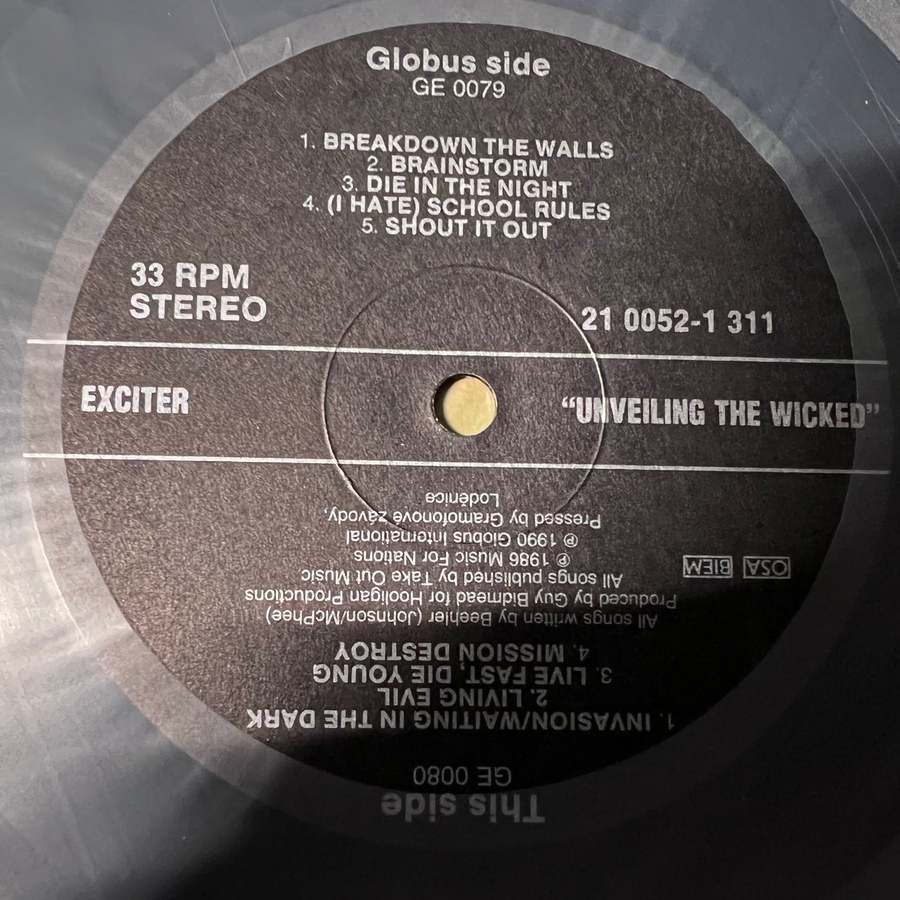 Globus side
GE 0079
1. BREAKDOWN THE WALLS
2. BRAINSTORM
3. DIE IN THE NIGHT
4. (I HATE) SCHOOL RULES
5. SHOUT IT OUT
33 RPM
STEREO
21 0052-1 311
EXCITER
“UNVEILING THE WICKED”
This side
GE 0080
1. INVASION/WAITING IN THE DARK
2. LIVING EVIL
3. LIVE FAST, DIE YOUNG
4. MISSION DESTROY
All songs written by Beehler (Johnson/McPhee)
Produced by Guy Bidmead for Hooligan Productions
All songs published by Take Out Music
℗ 1986 Music For Nations
℗ 1990 Globus International
Pressed by Gramofonové závody,
Loděnice
OSA BIEM